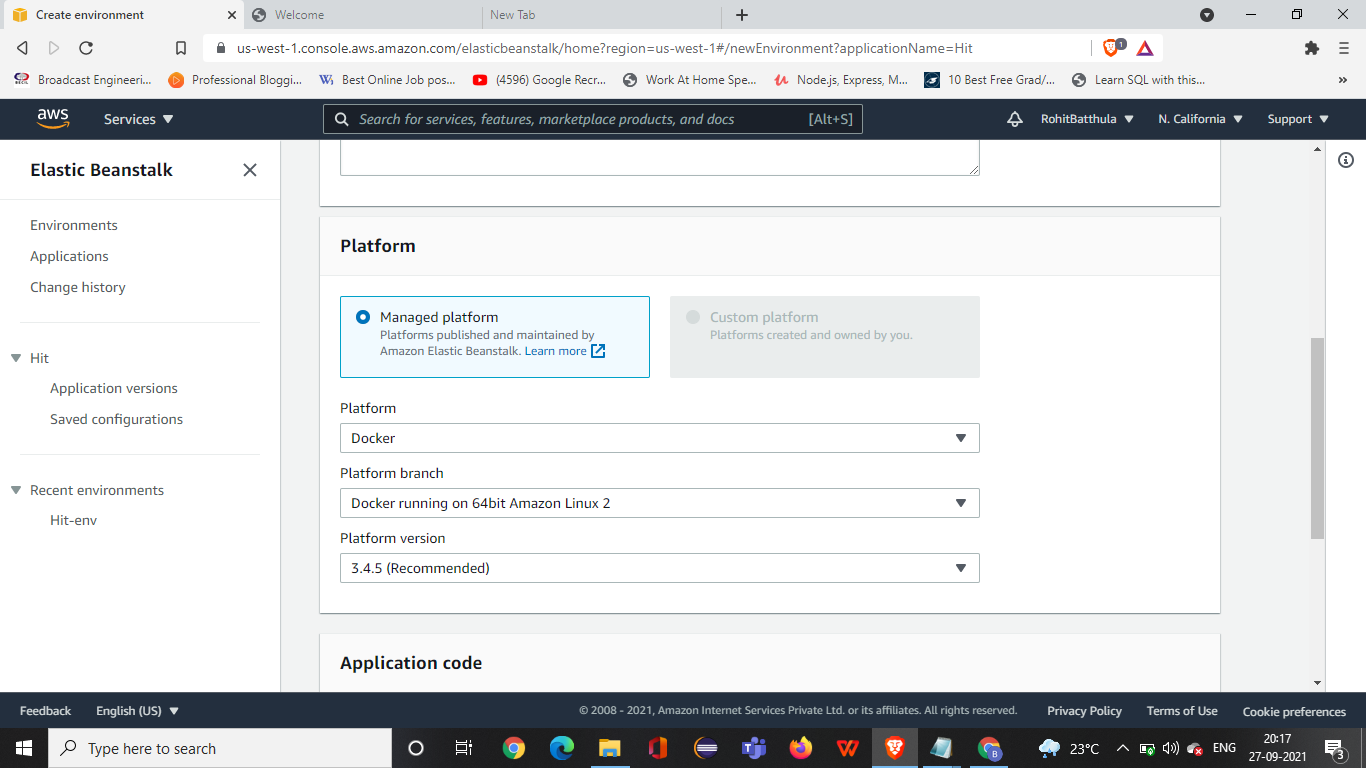 Create environment
Welcome
New Tab
us-west-1.console.aws.amazon.com/elasticbeanstalk/home?region=us-west-1#/newEnvironment?applicationName=Hit
1
Broadcast Engineeri...
Professional Bloggi...
Best Online Job pos...
(4596) Google Recr...
Work At Home Spe...
Node.js, Express, M...
10 Best Free Grad/...
Learn SQL with this...
»
aws
Services
Search for services, features, marketplace products, and docs
[Alt+S]
RohitBatthula
N. California
Support
Elastic Beanstalk
Environments
Applications
Change history
Hit
Application versions
Saved configurations
Recent environments
Hit-env
Platform
Managed platform
Platforms published and maintained by
Amazon Elastic Beanstalk. Learn more
Custom platform
Platforms created and owned by you.
Platform
Docker
Platform branch
Docker running on 64bit Amazon Linux 2
Platform version
3.4.5 (Recommended)
Application code
Feedback
English (US)
© 2008 - 2021, Amazon Internet Services Private Ltd. or its affiliates. All rights reserved.
Privacy Policy
Terms of Use
Cookie preferences
Type here to search
23°C
ENG
20:17
27-09-2021
3